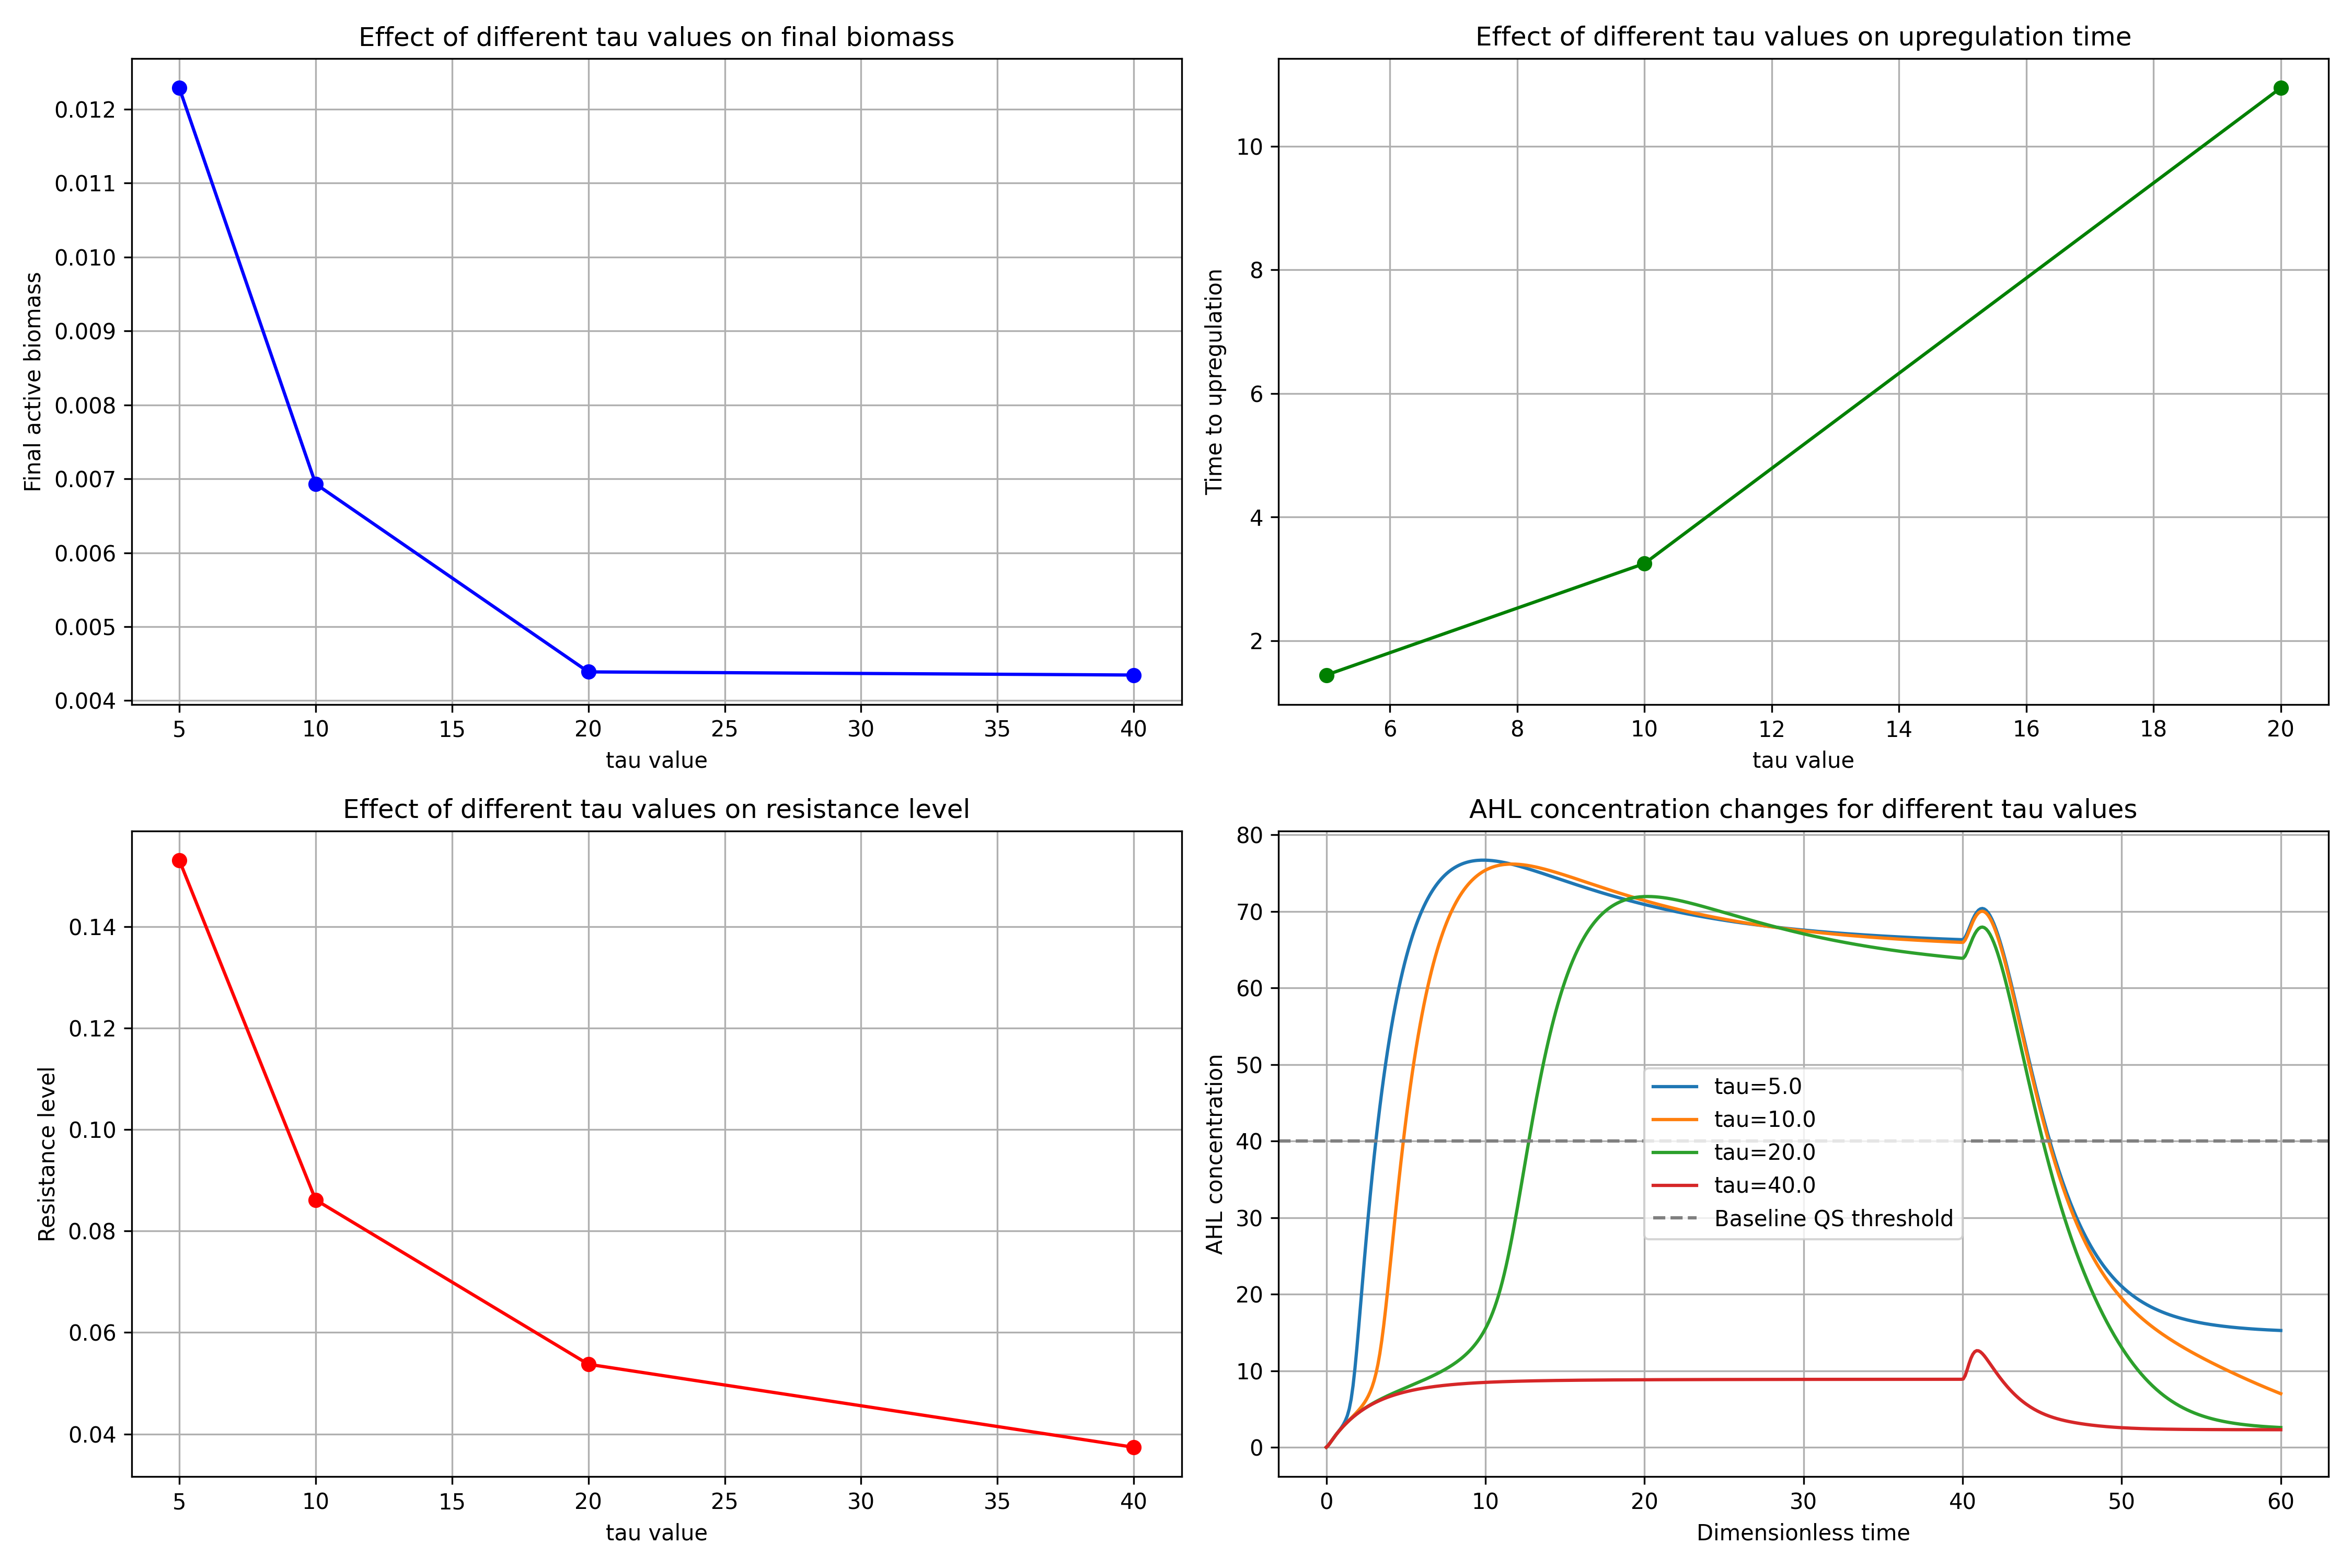 Effect of different tau values on final biomass
Final active biomass
0.012
0.011
0.010
0.009
0.008
0.007
0.006
0.005
0.004
5 10 15 20 25 30 35 40
tau value
Effect of different tau values on upregulation time
Time to upregulation
10
8
6
4
2
6 8 10 12 14 16 18 20
tau value
Effect of different tau values on resistance level
Resistance level
0.14
0.12
0.10
0.08
0.06
0.04
5 10 15 20 25 30 35 40
tau value
AHL concentration changes for different tau values
AHL concentration
80
70
60
50
40
30
20
10
0
tau=5.0
tau=10.0
tau=20.0
tau=40.0
Baseline QS threshold
0 10 20 30 40 50 60
Dimensionless time